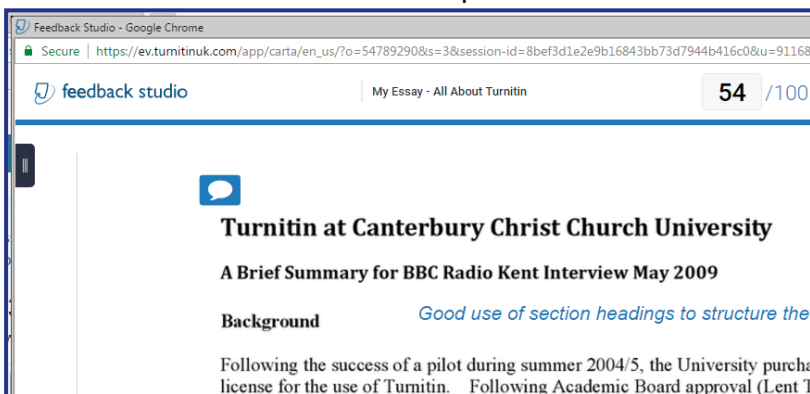 Feedback Studio - Google Chrome
Secure | https://ev.turnitinuk.com/app/carta/en_us/?o=54789290&s=3&session-id=8bef3d1e2e9b16843bb73d7944b416c0&u=91168
feedback studio My Essay - All About Turnitin 54 /100
Turnitin at Canterbury Christ Church University
A Brief Summary for BBC Radio Kent Interview May 2009
Background Good use of section headings to structure the
Following the success of a pilot during summer 2004/5, the University purcha
license for the use of Turnitin. Following Academic Board approval (Lent T